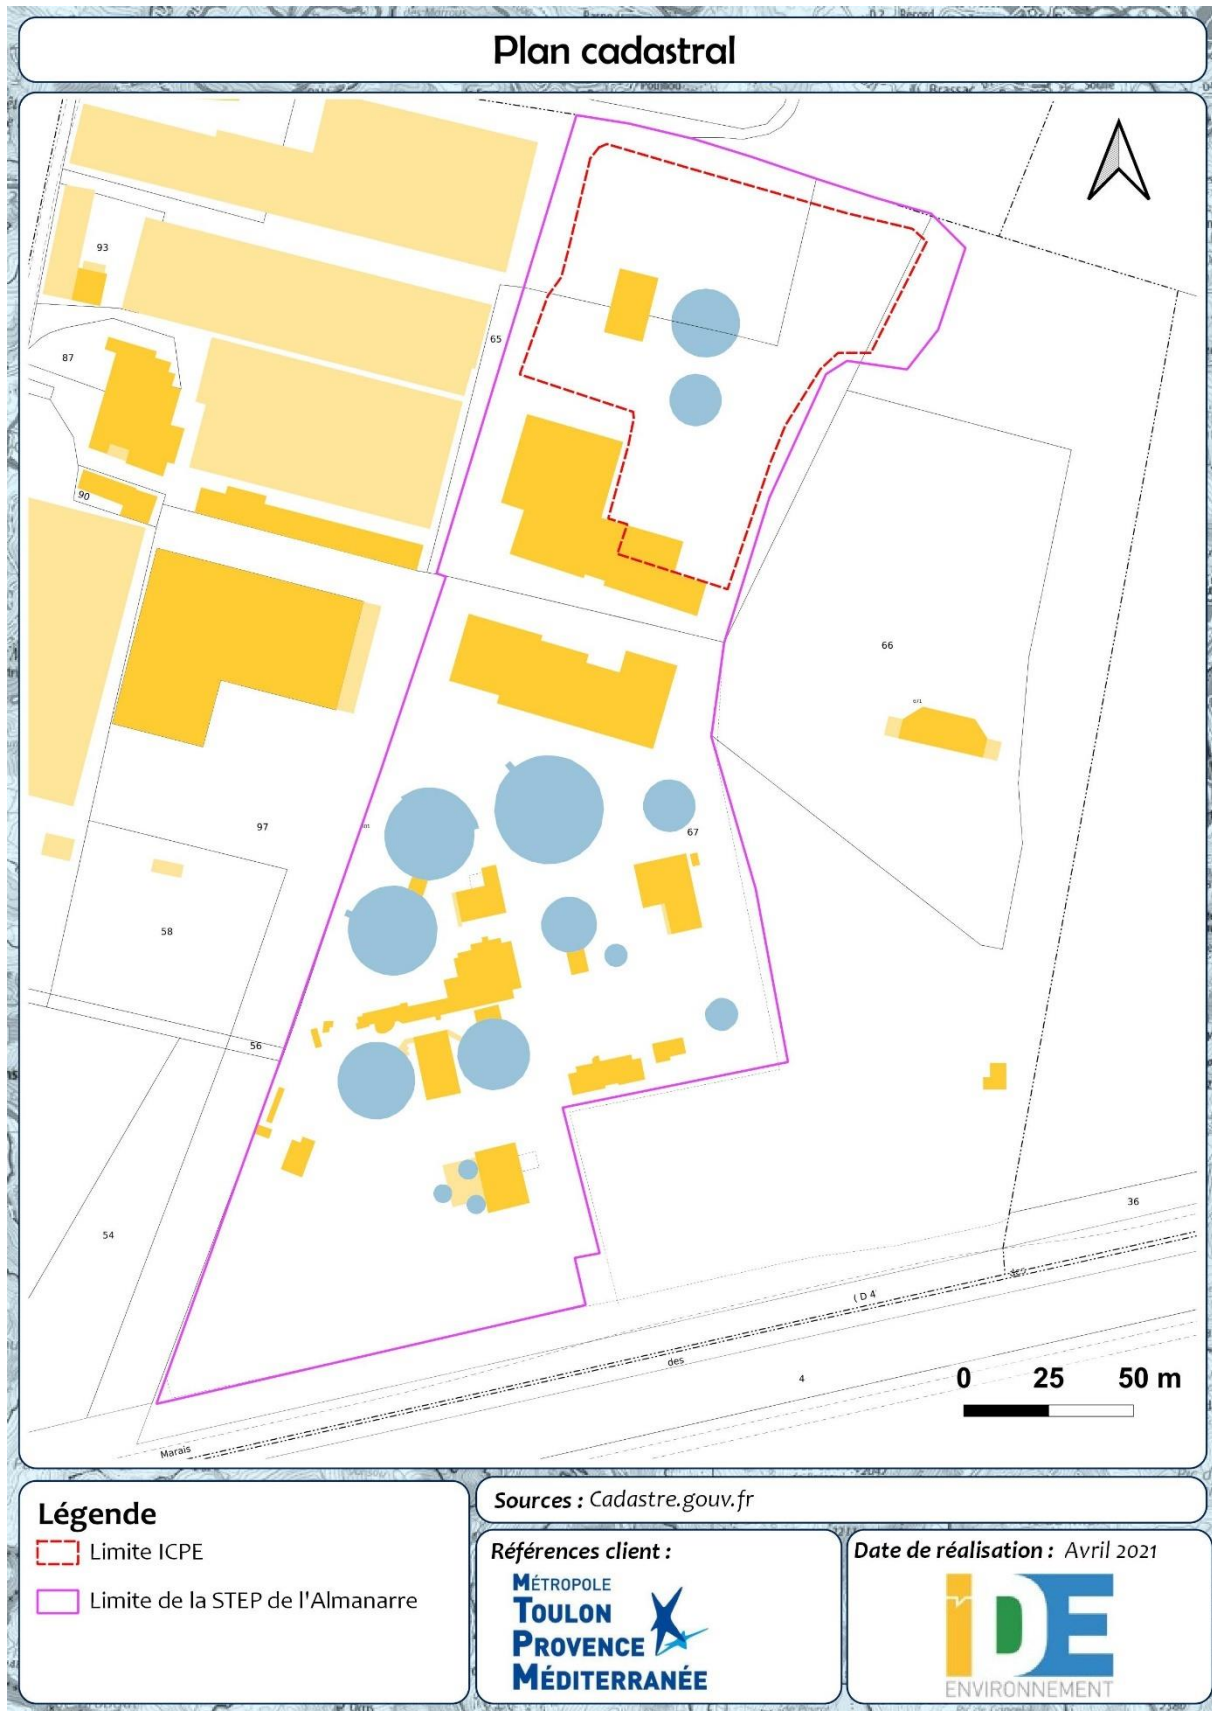 Plan cadastral
93
87
65
90
66
67
97
58
56
54
36
( D 4
des
des
4
Marais
0 25 50 m
Légende
Limite ICPE
Limite de la STEP de l'Almanarre
Sources : Cadastre.gouv.fr
Références client :
MÉTROPOLE
TOULON
PROVENCE
MÉDITERRANÉE
Date de réalisation : Avril 2021
iDE
ENVIRONNEMENT